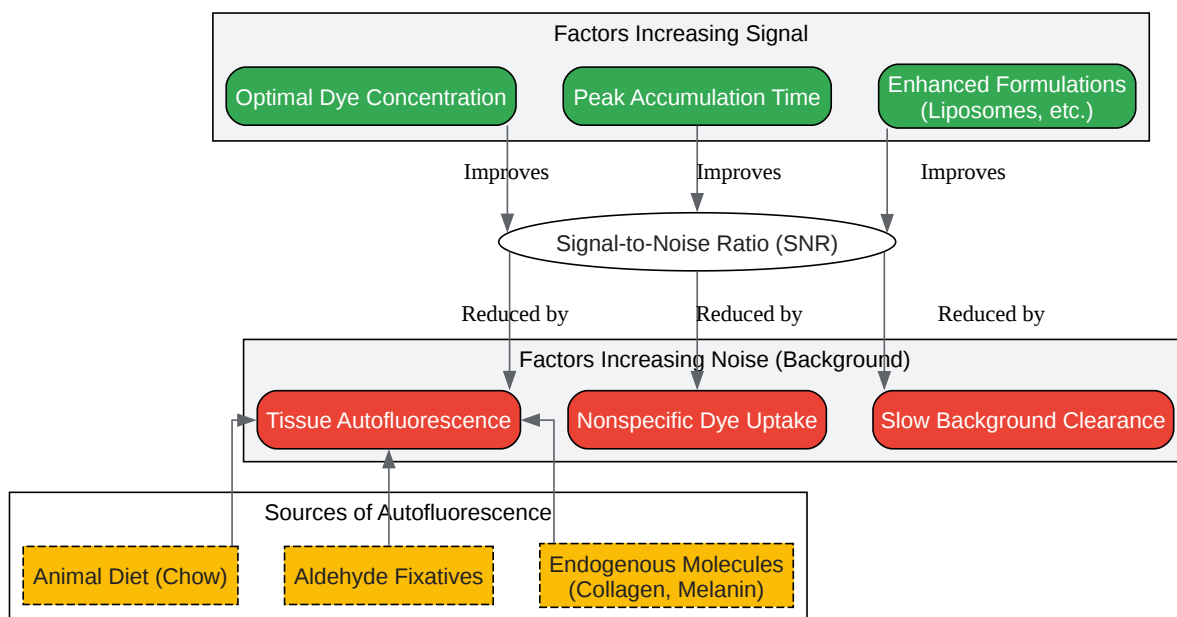 Factors Increasing Signal
Optimal Dye Concentration
Peak Accumulation Time
Enhanced Formulations
(Liposomes, etc.)
Improves
Improves
Improves
Signal-to-Noise Ratio (SNR)
Reduced by
Reduced by
Reduced by
Factors Increasing Noise (Background)
Tissue Autofluorescence
Nonspecific Dye Uptake
Slow Background Clearance
Sources of Autofluorescence
Animal Diet (Chow)
Aldehyde Fixatives
Endogenous Molecules
(Collagen, Melanin)